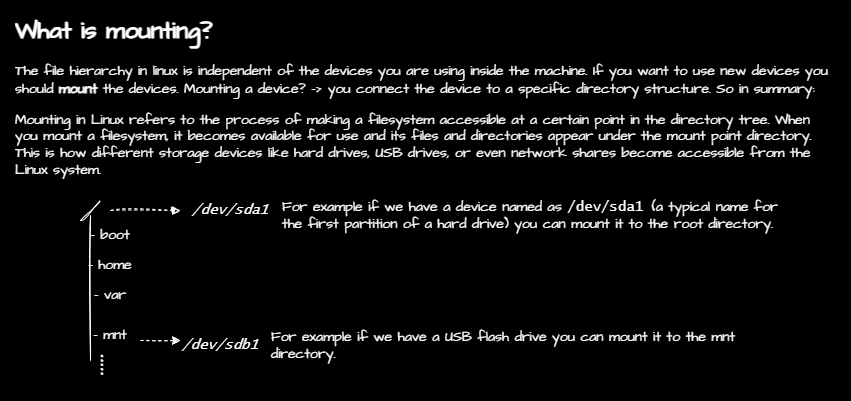 What is mounting?
The file hierarchy in linux is independent of the devices you are using inside the machine. If you want to use new devices you
should mount the devices. Mounting a device? -> you connect the device to a specific directory structure. So in summary:
Mounting in Linux refers to the process of making a filesystem accessible at a certain point in the directory tree. When
you mount a filesystem, it becomes available for use and its files and directories appear under the mount point directory.
This is how different storage devices like hard drives, USB drives, or even network shares become accessible from the
Linux system.
/dev/sda1
For example if we have a device named as /dev/sda1 (a typical name for
the first partition of a hard drive) you can mount it to the root directory.
- boot
- home
- var
- mnt
/dev/sdb1
For example if we have a USB flash drive you can mount it to the mnt
directory.